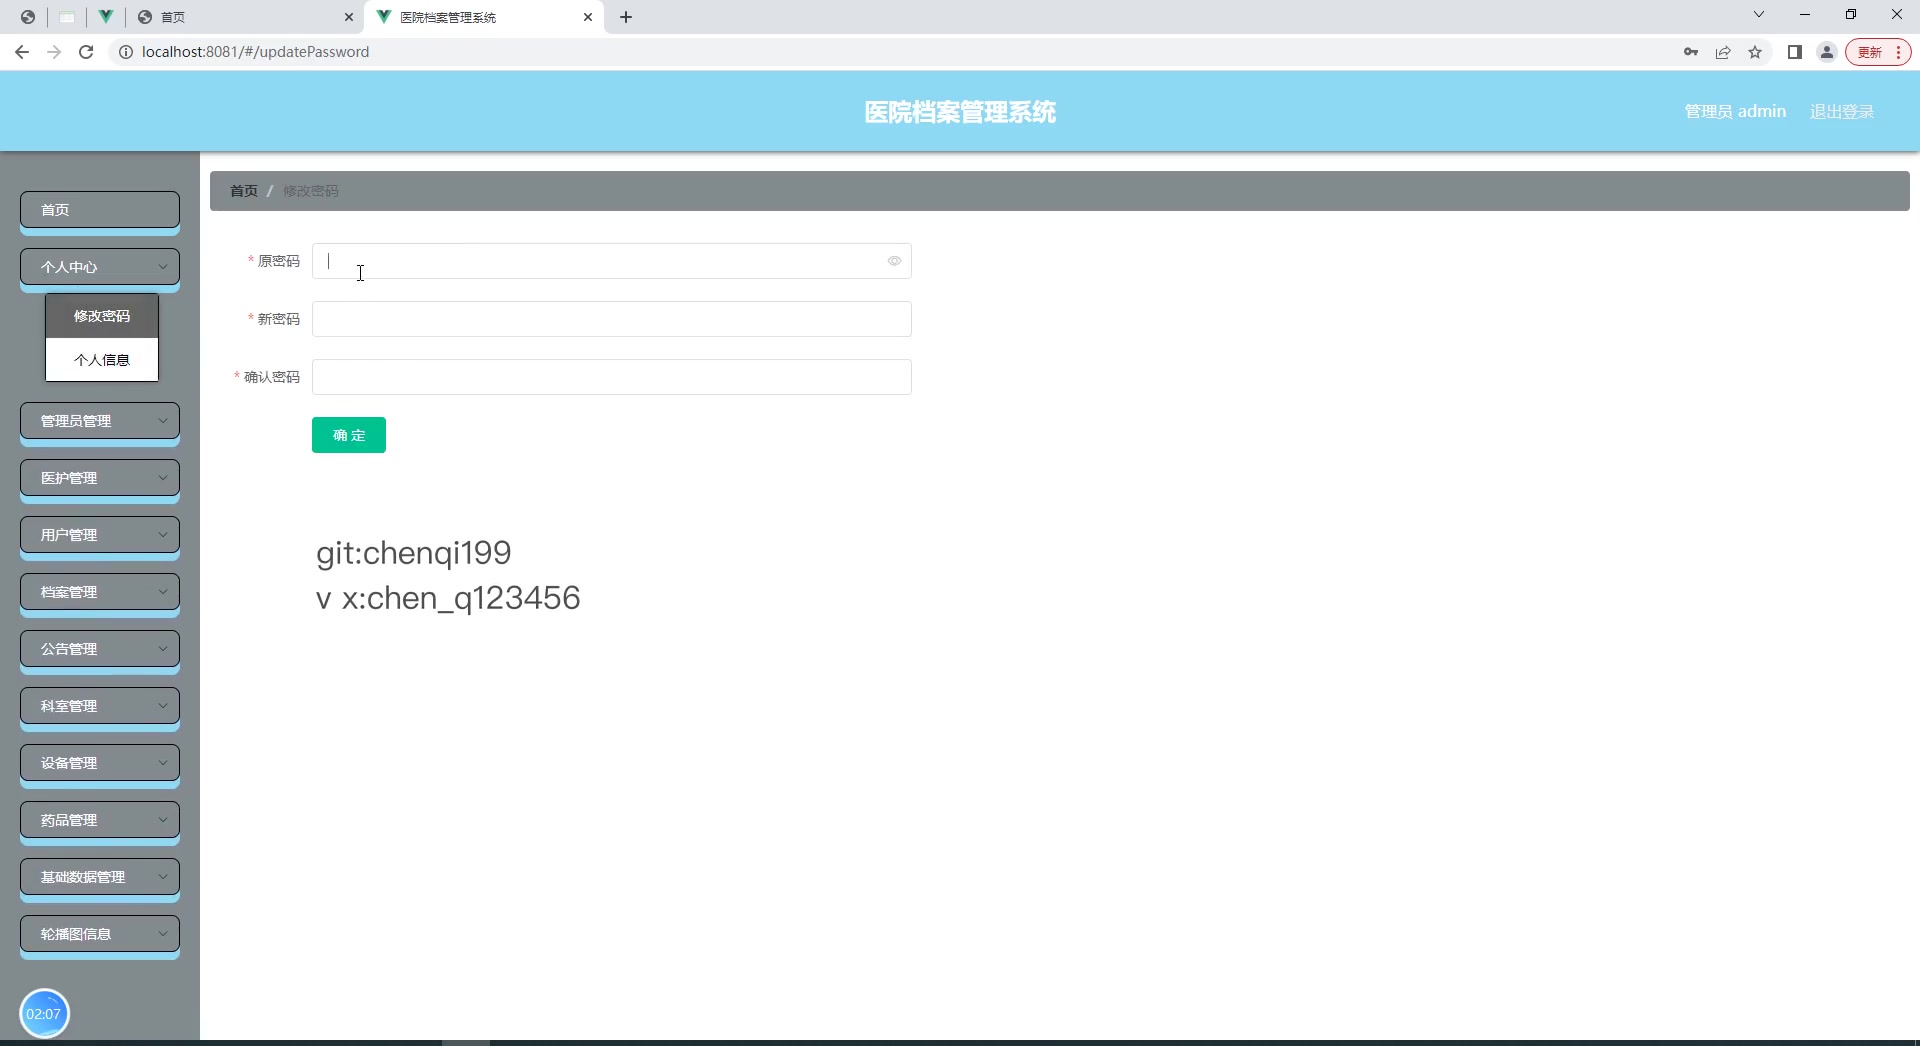 首页
医院档案管理系统
localhost:8081/#/updatePassword
更新
医院档案管理系统
管理员 admin
退出登录
首页
个人中心
修改密码
个人信息
管理员管理
医护管理
用户管理
档案管理
公告管理
科室管理
设备管理
药品管理
基础数据管理
轮播图信息
02:07
首页 / 修改密码
* 原密码
* 新密码
* 确认密码
确 定
git:chenqi199
v x:chen_q123456